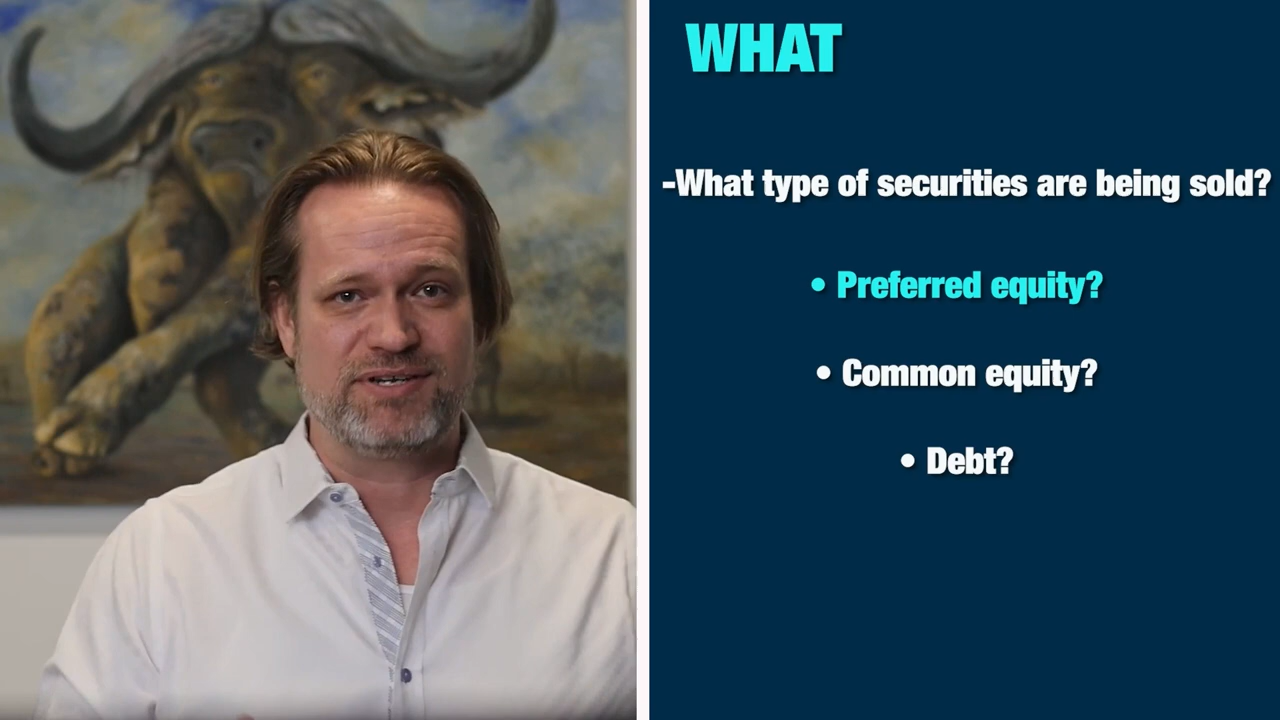 WHAT
-What type of securities are being sold?
• Preferred equity?
• Common equity?
• Debt?